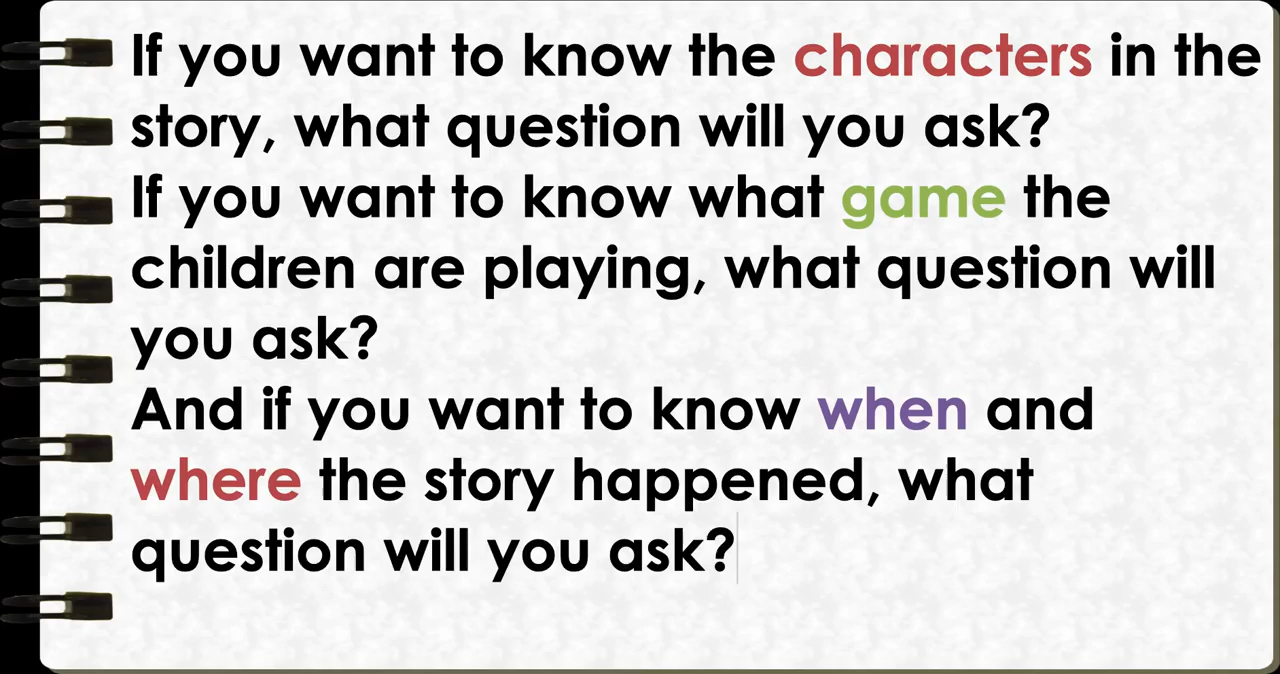 If you want to know the characters in the
story, what question will you ask?
If you want to know what game the
children are playing, what question will
you ask?
And if you want to know when and
where the story happened, what
question will you ask?